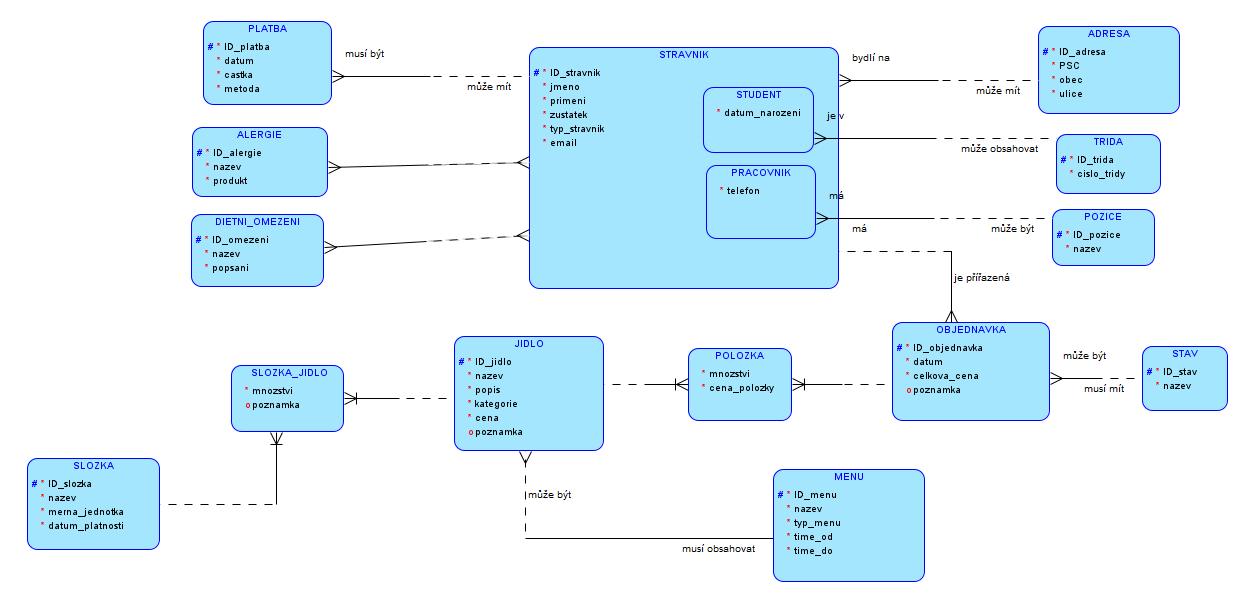 PLATBA
# * ID_platba
* datum
* castka
* metoda
musí být
může mít
ALERGIE
# * ID_alergie
* nazev
* produkt
DIETNI_OMEZENI
# * ID_omezeni
* nazev
* popsani
STRAVNIK
# * ID_stravnik
* jmeno
* primeni
* zustatek
* typ_stravnik
* email
STUDENT
* datum_narozeni
PRACOVNIK
* telefon
bydlí na
může mít
ADRESA
# * ID_adresa
* PSC
* obec
* ulice
je v
může obsahovat
TRIDA
# * ID_trida
* cislo_tridy
má
může být
POZICE
# * ID_pozice
* nazev
má
je přířazená
OBJEDNAVKA
# * ID_objednavka
* datum
* celkova_cena
o poznamka
může být
musí mít
STAV
# * ID_stav
* nazev
POLOZKA
* mnozstvi
* cena_polozky
JIDLO
# * ID_jidlo
* nazev
* popis
* kategorie
* cena
o poznamka
SLOZKA_JIDLO
* mnozstvi
o poznamka
SLOZKA
# * ID_slozka
* nazev
* merna_jednotka
* datum_platnosti
může být
musí obsahovat
MENU
# * ID_menu
* nazev
* typ_menu
* time_od
* time_do